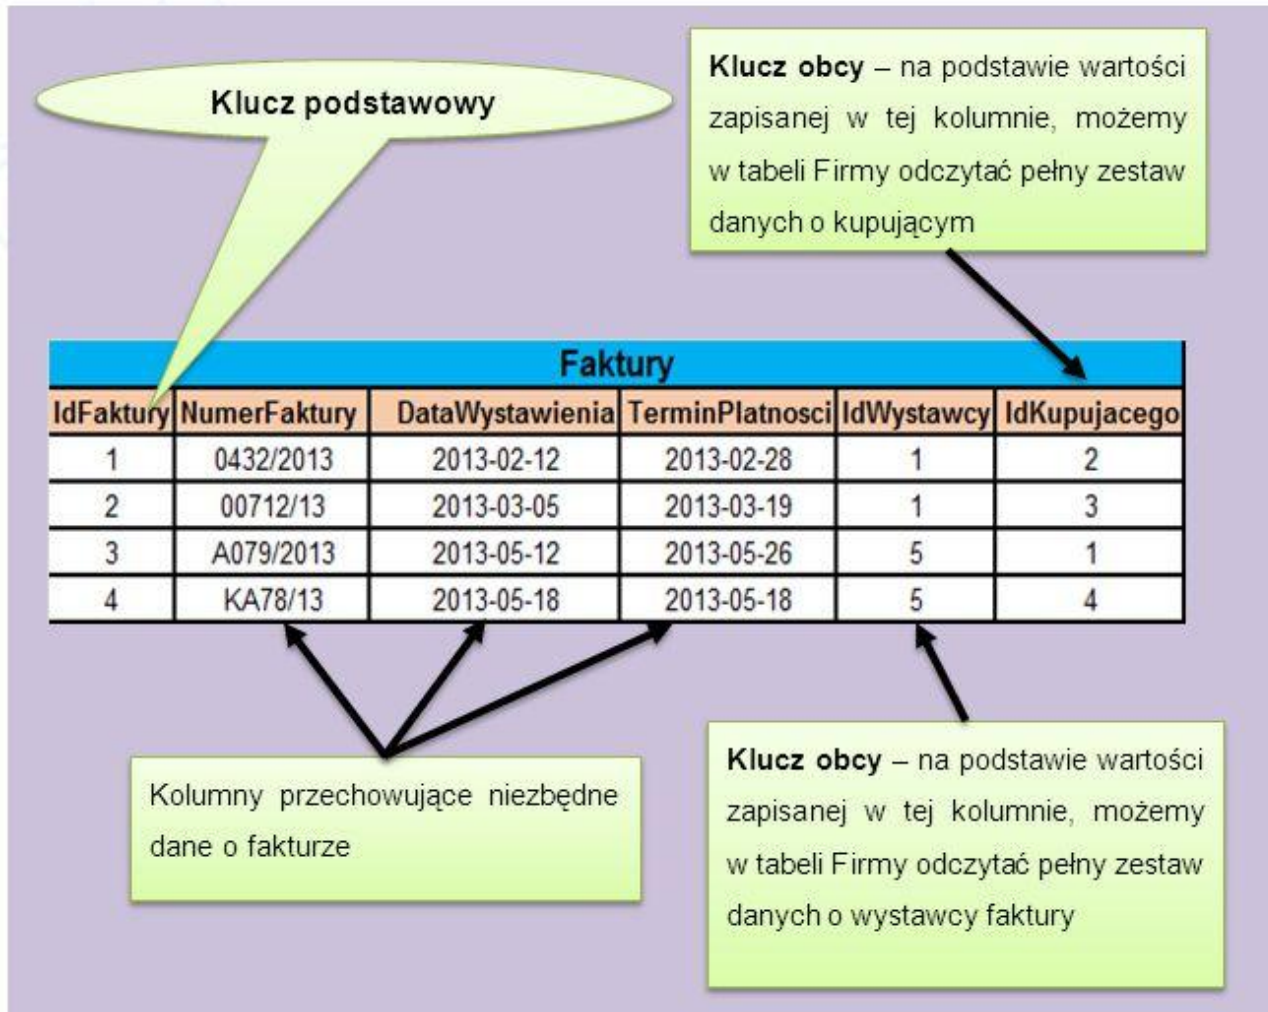 Klucz podstawowy
Klucz obcy – na podstawie wartości
zapisanej w tej kolumnie, możemy
w tabeli Firmy odczytać pełny zestaw
danych o kupującym
Faktury
IdFaktury NumerFaktury DataWystawienia TerminPlatnosci IdWystawcy IdKupujacego
1 0432/2013 2013-02-12 2013-02-28 1 2
2 00712/13 2013-03-05 2013-03-19 1 3
3 A079/2013 2013-05-12 2013-05-26 5 1
4 KA78/13 2013-05-18 2013-05-18 5 4
Kolumny przechowujące niezbędne
dane o fakturze
Klucz obcy – na podstawie wartości
zapisanej w tej kolumnie, możemy
w tabeli Firmy odczytać pełny zestaw
danych o wystawcy faktury